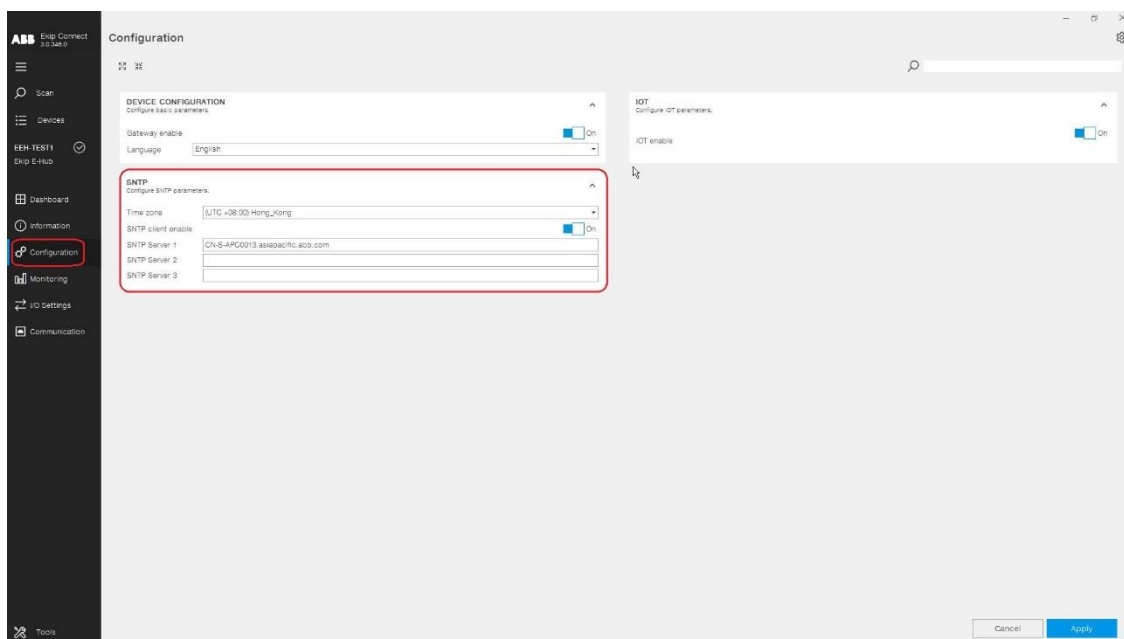 ABB Ekip Connect
3.0.346.0
Configuration
Scan
Devices
EEH-TEST1
Ekip E-Hub
Dashboard
Information
Configuration
Monitoring
I/O Settings
Communication
Tools
DEVICE CONFIGURATION
Configure basic parameters.
Gateway enable On
Language English
SNTP
Configure SNTP parameters.
Time zone (UTC +08:00) Hong_Kong
SNTP client enable On
SNTP Server 1 CN-S-APC0013.asiapacific.abb.com
SNTP Server 2
SNTP Server 3
IOT
Configure IOT parameters.
IOT enable On
Cancel Apply